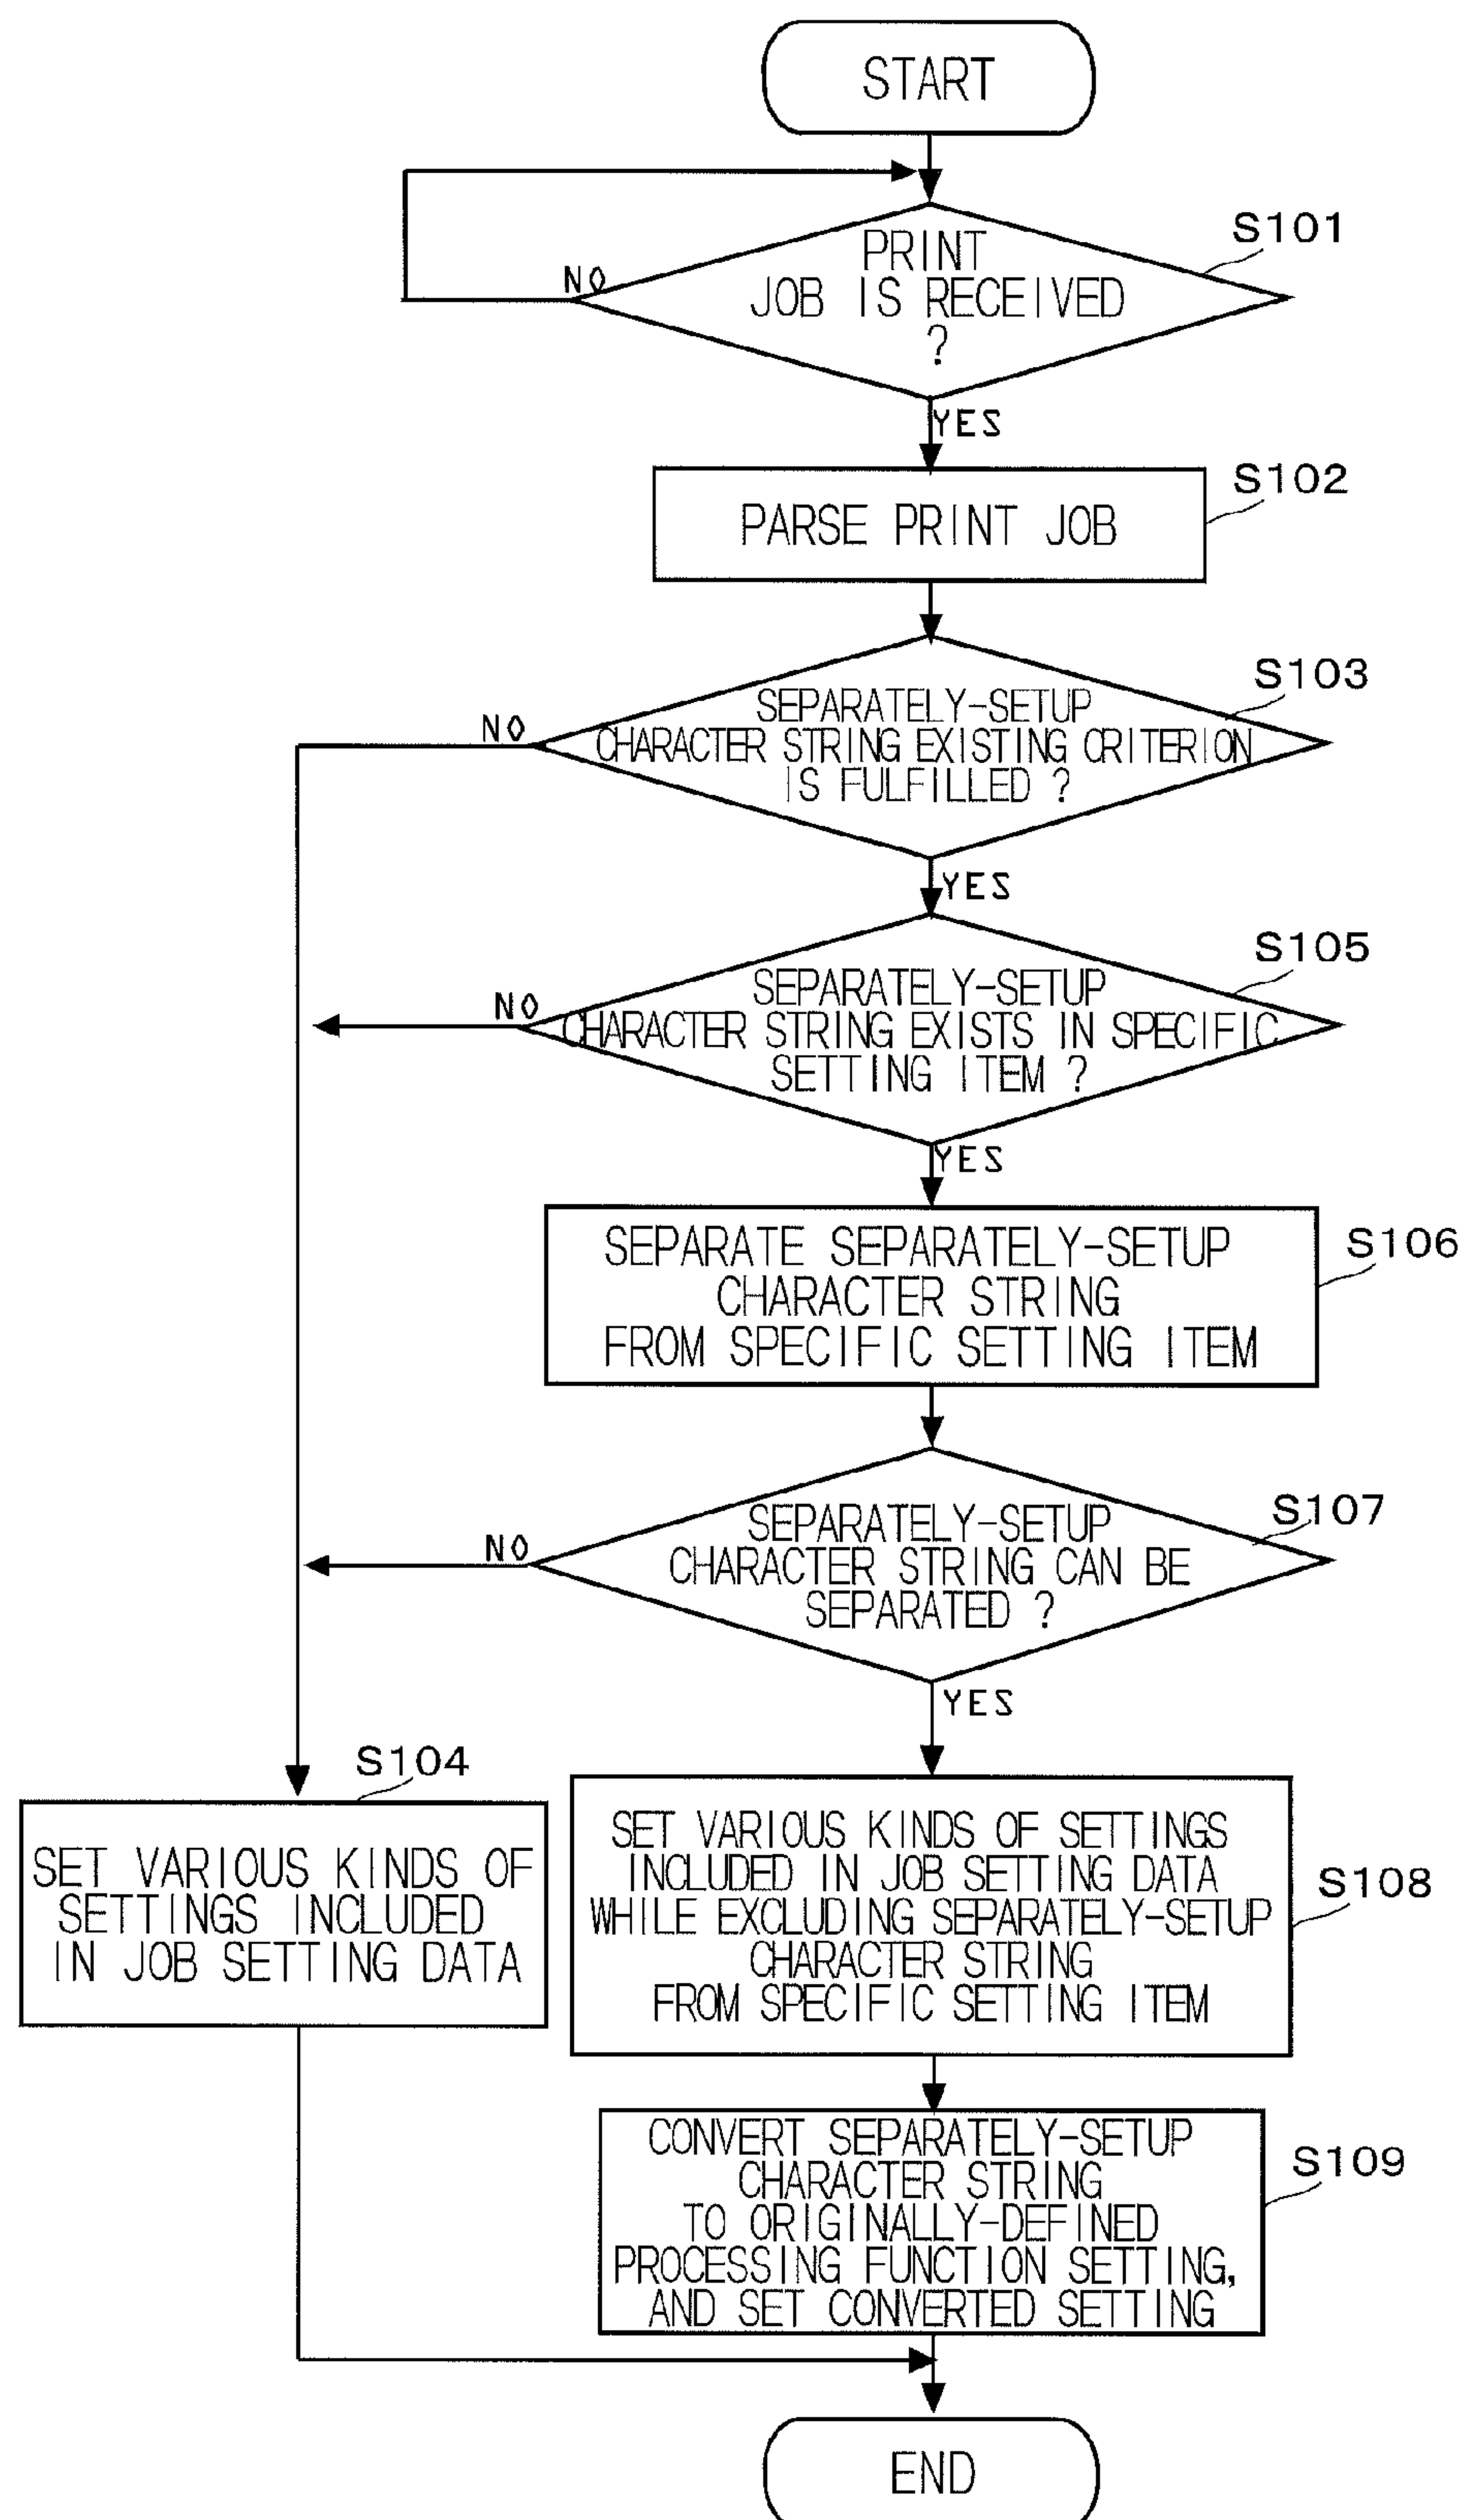 START
NO
PRINT
JOB IS RECEIVED
?
S101
YES
PARSE PRINT JOB
S102
NO
SEPARATELY-SETUP
CHARACTER STRING EXISTING CRITERION
IS FULFILLED ?
S103
YES
NO
SEPARATELY-SETUP
CHARACTER STRING EXISTS IN SPECIFIC
SETTING ITEM ?
S105
YES
SEPARATE SEPARATELY-SETUP
CHARACTER STRING
FROM SPECIFIC SETTING ITEM
S106
NO
SEPARATELY-SETUP
CHARACTER STRING CAN BE
SEPARATED ?
S107
YES
S104
SET VARIOUS KINDS OF
SETTINGS INCLUDED
IN JOB SETTING DATA
SET VARIOUS KINDS OF SETTINGS
INCLUDED IN JOB SETTING DATA
WHILE EXCLUDING SEPARATELY-SETUP
CHARACTER STRING
FROM SPECIFIC SETTING ITEM
S108
CONVERT SEPARATELY-SETUP
CHARACTER STRING
TO ORIGINALLY-DEFINED
PROCESSING FUNCTION SETTING,
AND SET CONVERTED SETTING
S109
END